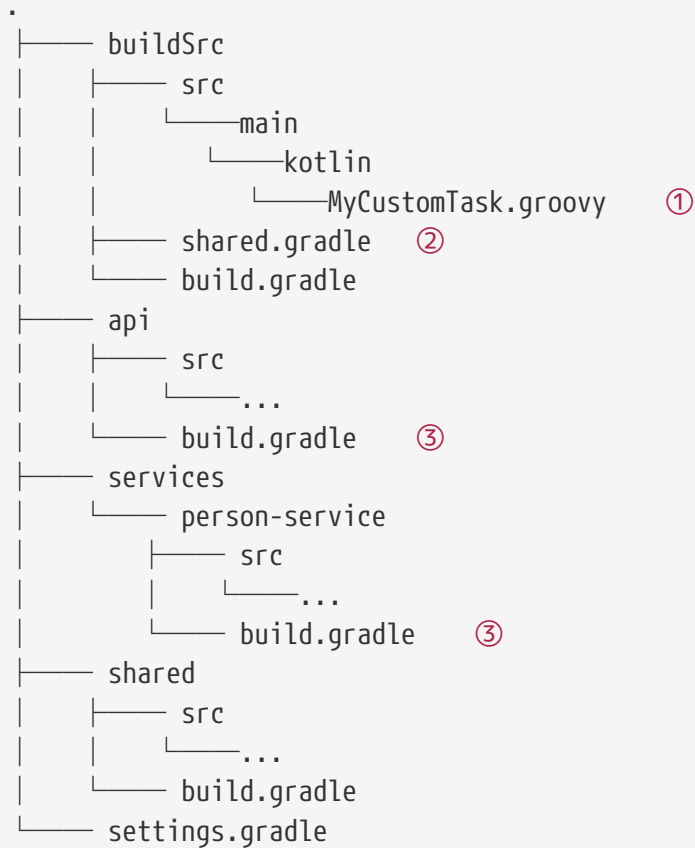 .
├── buildSrc
│   ├── src
│   │   └──main
│   │      └──kotlin
│   │         └──MyCustomTask.groovy   ①
│   ├── shared.gradle   ②
│   └── build.gradle
├── api
│   ├── src
│   │   └──...
│   └── build.gradle   ③
├── services
│   └── person-service
│       ├── src
│       │   └──...
│       └── build.gradle   ③
├── shared
│   ├── src
│   │   └──...
│   └── build.gradle
└── settings.gradle